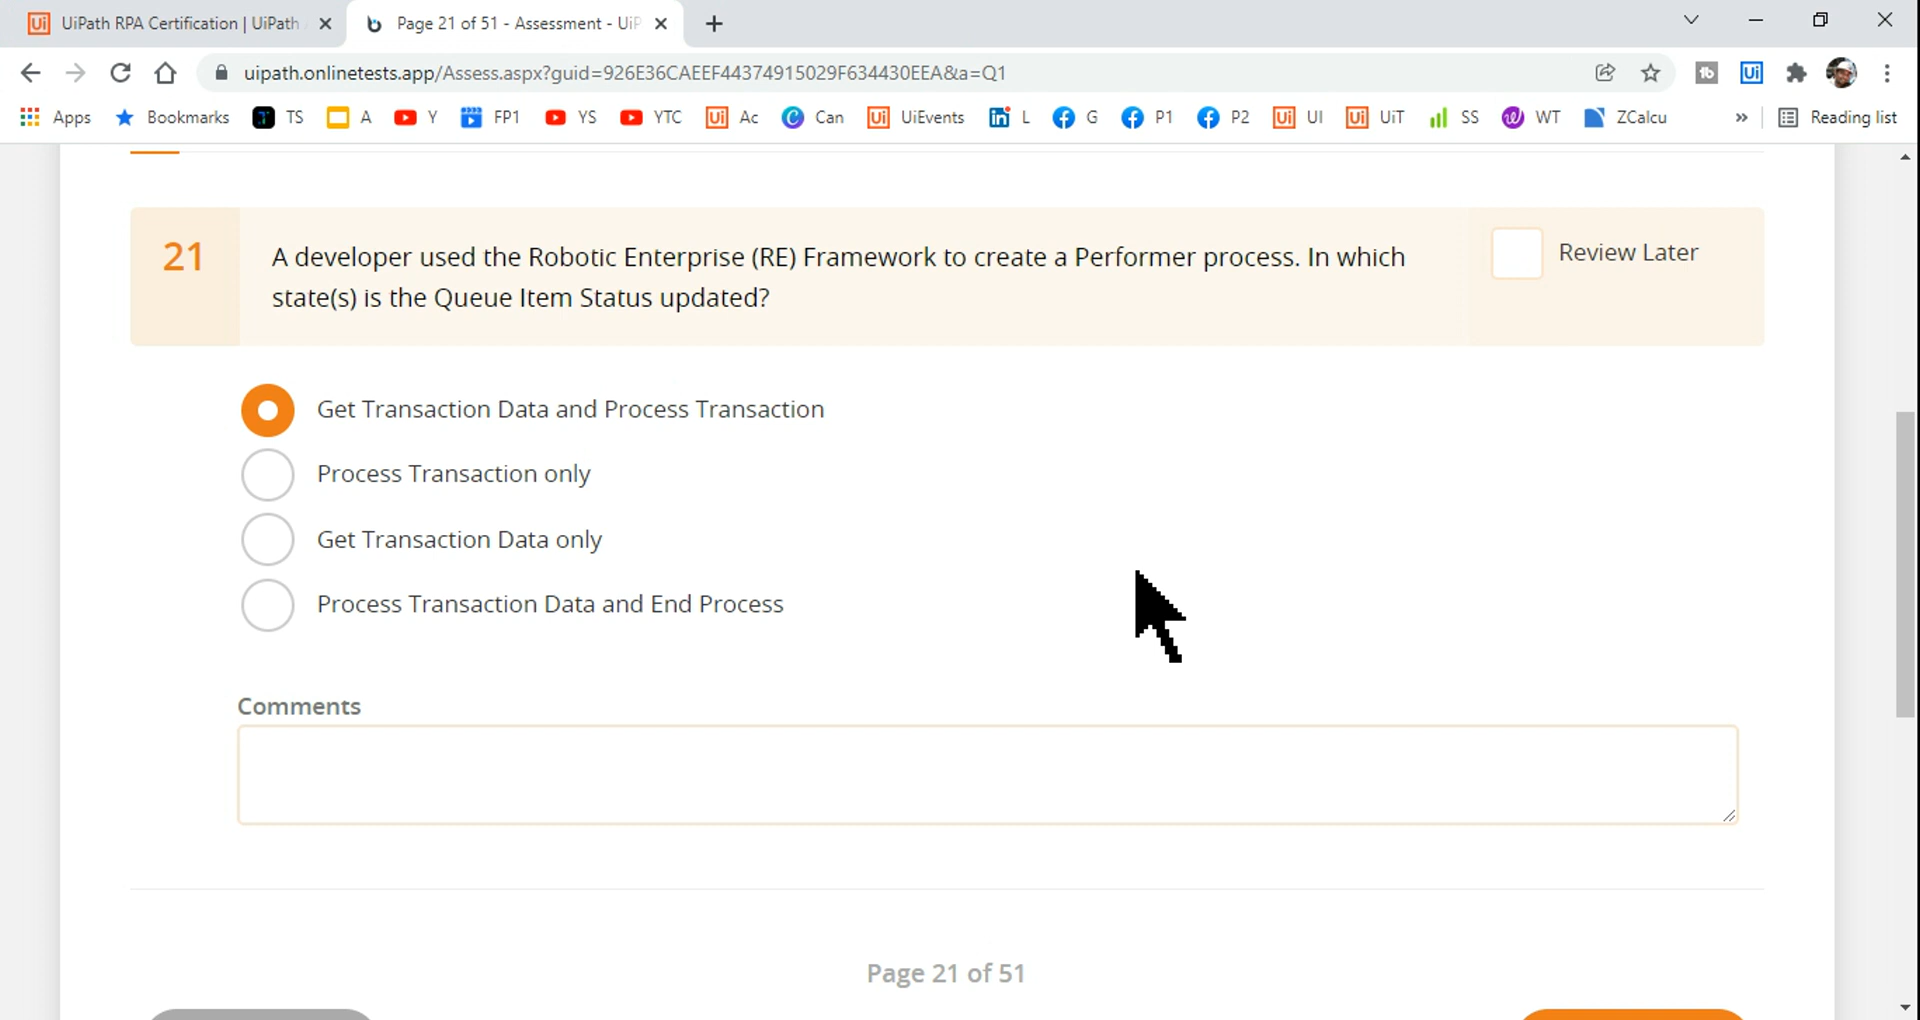 UiPath RPA Certification | UiPath
Page 21 of 51 - Assessment - UiP
uipath.onlinetests.app/Assess.aspx?guid=926E36CAEEF44374915029F634430EEA&a=Q1
Apps Bookmarks TS A Y FP1 YS YTC Ac Can UiEvents L G P1 P2 UI UiT SS WT ZCalcu » Reading list
21
A developer used the Robotic Enterprise (RE) Framework to create a Performer process. In which
state(s) is the Queue Item Status updated?
Review Later
Get Transaction Data and Process Transaction
Process Transaction only
Get Transaction Data only
Process Transaction Data and End Process
Comments
Page 21 of 51